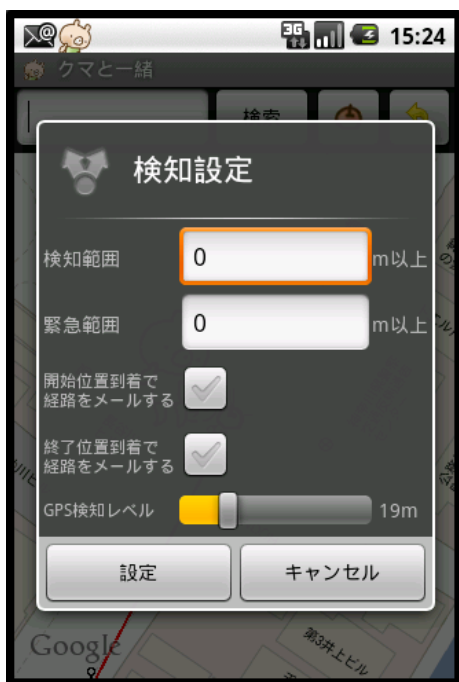 3G 15:24
クマと一緒
検索
検知設定
検知範囲 0 m以上
緊急範囲 0 m以上
開始位置到着で
経路をメールする
終了位置到着で
経路をメールする
GPS検知レベル 19m
設定 キャンセル
Google
第3井上ビル